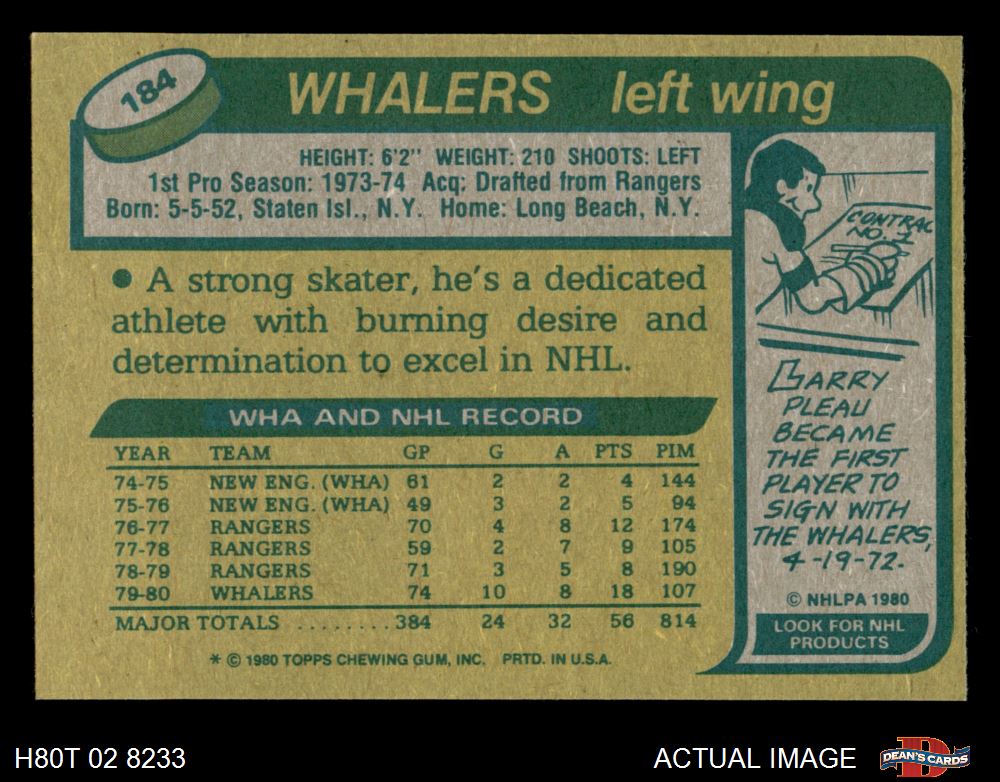 184
WHALERS left wing
HEIGHT: 6'2" WEIGHT: 210 SHOOTS: LEFT
1st Pro Season: 1973-74 Acq: Drafted from Rangers
Born: 5-5-52, Staten Isl., N.Y. Home: Long Beach, N.Y.
● A strong skater, he's a dedicated
athlete with burning desire and
determination to excel in NHL.
WHA AND NHL RECORD
YEAR TEAM GP G A PTS PIM
74-75 NEW ENG. (WHA) 61 2 2 4 144
75-76 NEW ENG. (WHA) 49 3 2 5 94
76-77 RANGERS 70 4 8 12 174
77-78 RANGERS 59 2 7 9 105
78-79 RANGERS 71 3 5 8 190
79-80 WHALERS 74 10 8 18 107
MAJOR TOTALS ........ 384 24 32 56 814
* © 1980 TOPPS CHEWING GUM, INC. PRTD. IN U.S.A.
CONTRAC
NO. 1
BARRY
PLEAU
BECAME
THE FIRST
PLAYER TO
SIGN WITH
THE WHALERS,
4-19-72.
© NHLPA 1980
LOOK FOR NHL
PRODUCTS
H80T 02 8233
ACTUAL IMAGE
D
DEAN'S CARDS